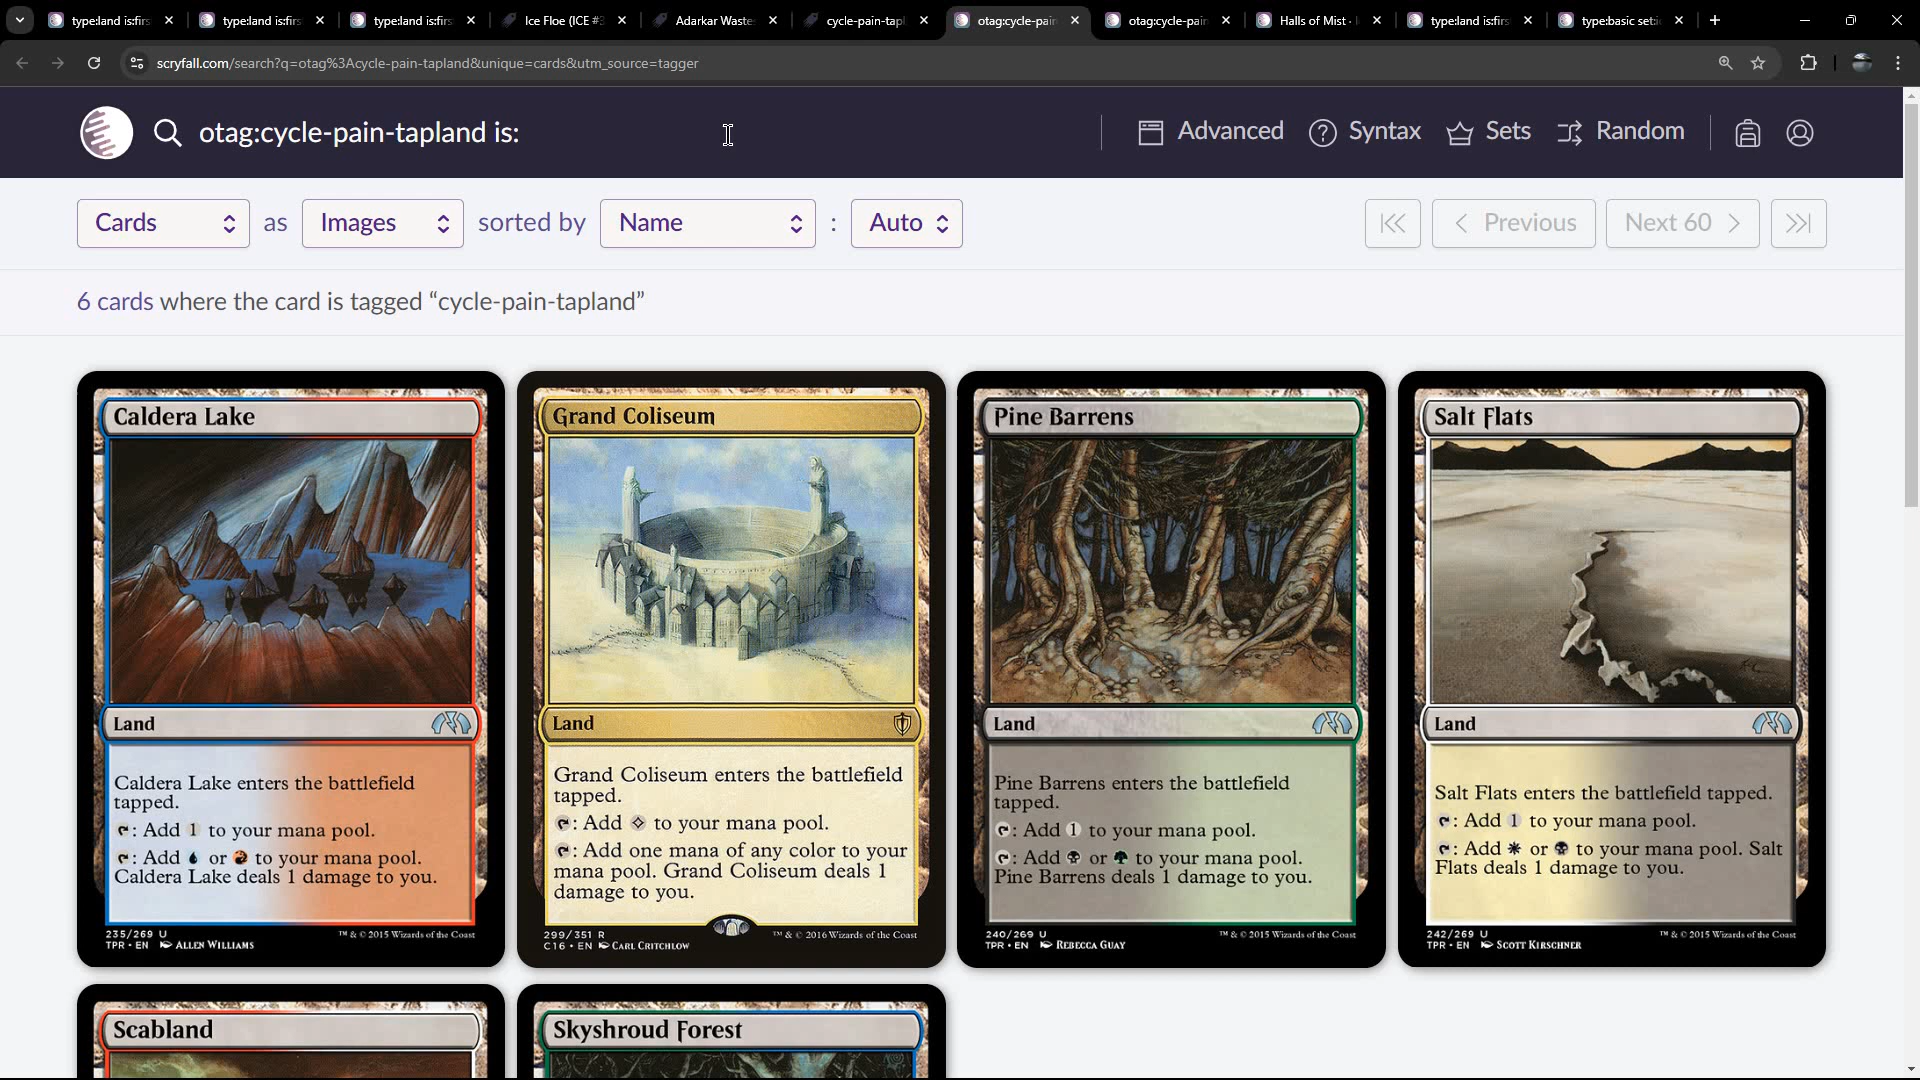 type:land is:firs
type:land is:firs
type:land is:firs
Ice Floe (ICE #3
Adarkar Waste
cycle-pain-tapl
otag:cycle-pain
otag:cycle-pain
Halls of Mist ·
type:land is:firs
type:basic set:i
scryfall.com/search?q=otag%3Acycle-pain-tapland&unique=cards&utm_source=tagger
otag:cycle-pain-tapland is:
Advanced
Syntax
Sets
Random
Cards as Images sorted by Name : Auto
Previous
Next 60
6 cards where the card is tagged “cycle-pain-tapland”
Caldera Lake
Land
Caldera Lake enters the battlefield
tapped.
: Add 1 to your mana pool.
: Add or to your mana pool.
Caldera Lake deals 1 damage to you.
235/269 U
TPR • EN ALLEN WILLIAMS
™ & © 2015 Wizards of the Coast
Grand Coliseum
Land
Grand Coliseum enters the battlefield
tapped.
: Add to your mana pool.
: Add one mana of any color to your
mana pool. Grand Coliseum deals 1
damage to you.
299/351 R
C16 • EN CARL CRITCHLOW
™ & © 2016 Wizards of the Coast
Pine Barrens
Land
Pine Barrens enters the battlefield
tapped.
: Add 1 to your mana pool.
: Add or to your mana pool.
Pine Barrens deals 1 damage to you.
240/269 U
TPR • EN REBECCA GUAY
™ & © 2015 Wizards of the Coast
Salt Flats
Land
Salt Flats enters the battlefield tapped.
: Add 1 to your mana pool.
: Add or to your mana pool. Salt
Flats deals 1 damage to you.
242/269 U
TPR • EN SCOTT KIRSCHNER
™ & © 2015 Wizards of the Coast
Scabland
Skyshroud Forest